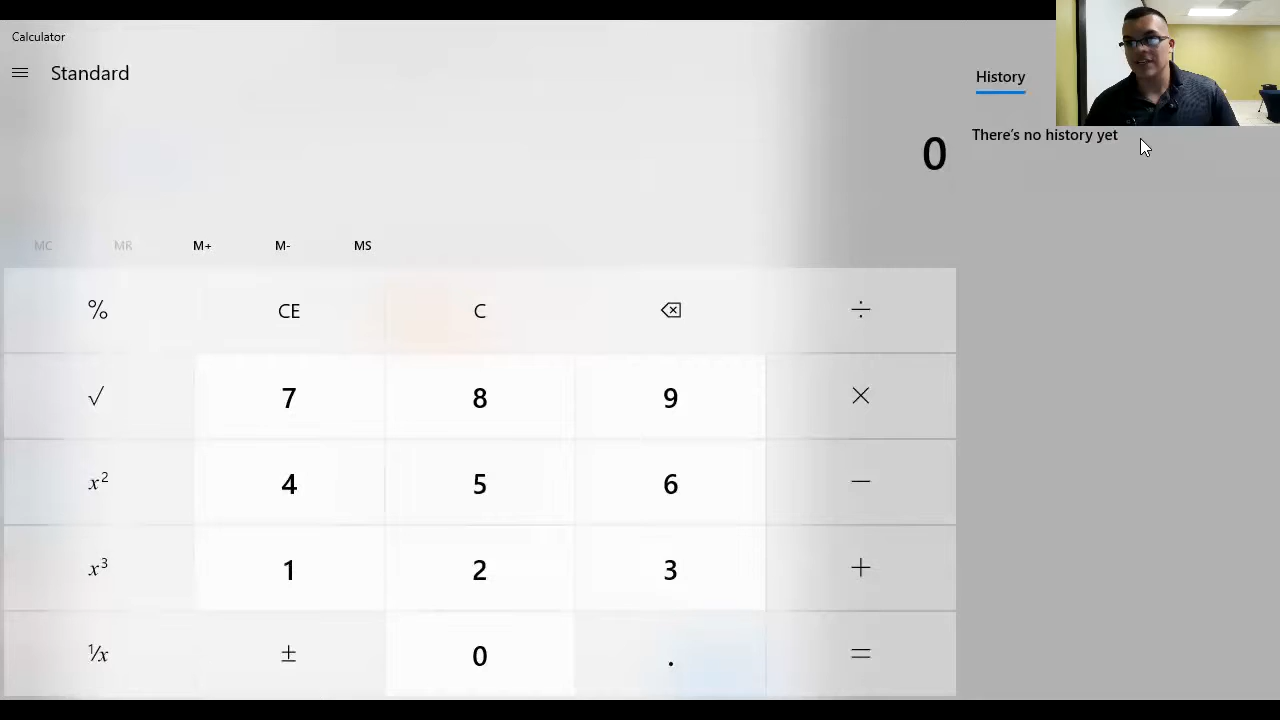 Calculator
Standard
History
There's no history yet
0
MC MR M+ M- MS
% CE C ÷
√ 7 8 9 ×
x² 4 5 6 −
x³ 1 2 3 +
¹/x ± 0 . =